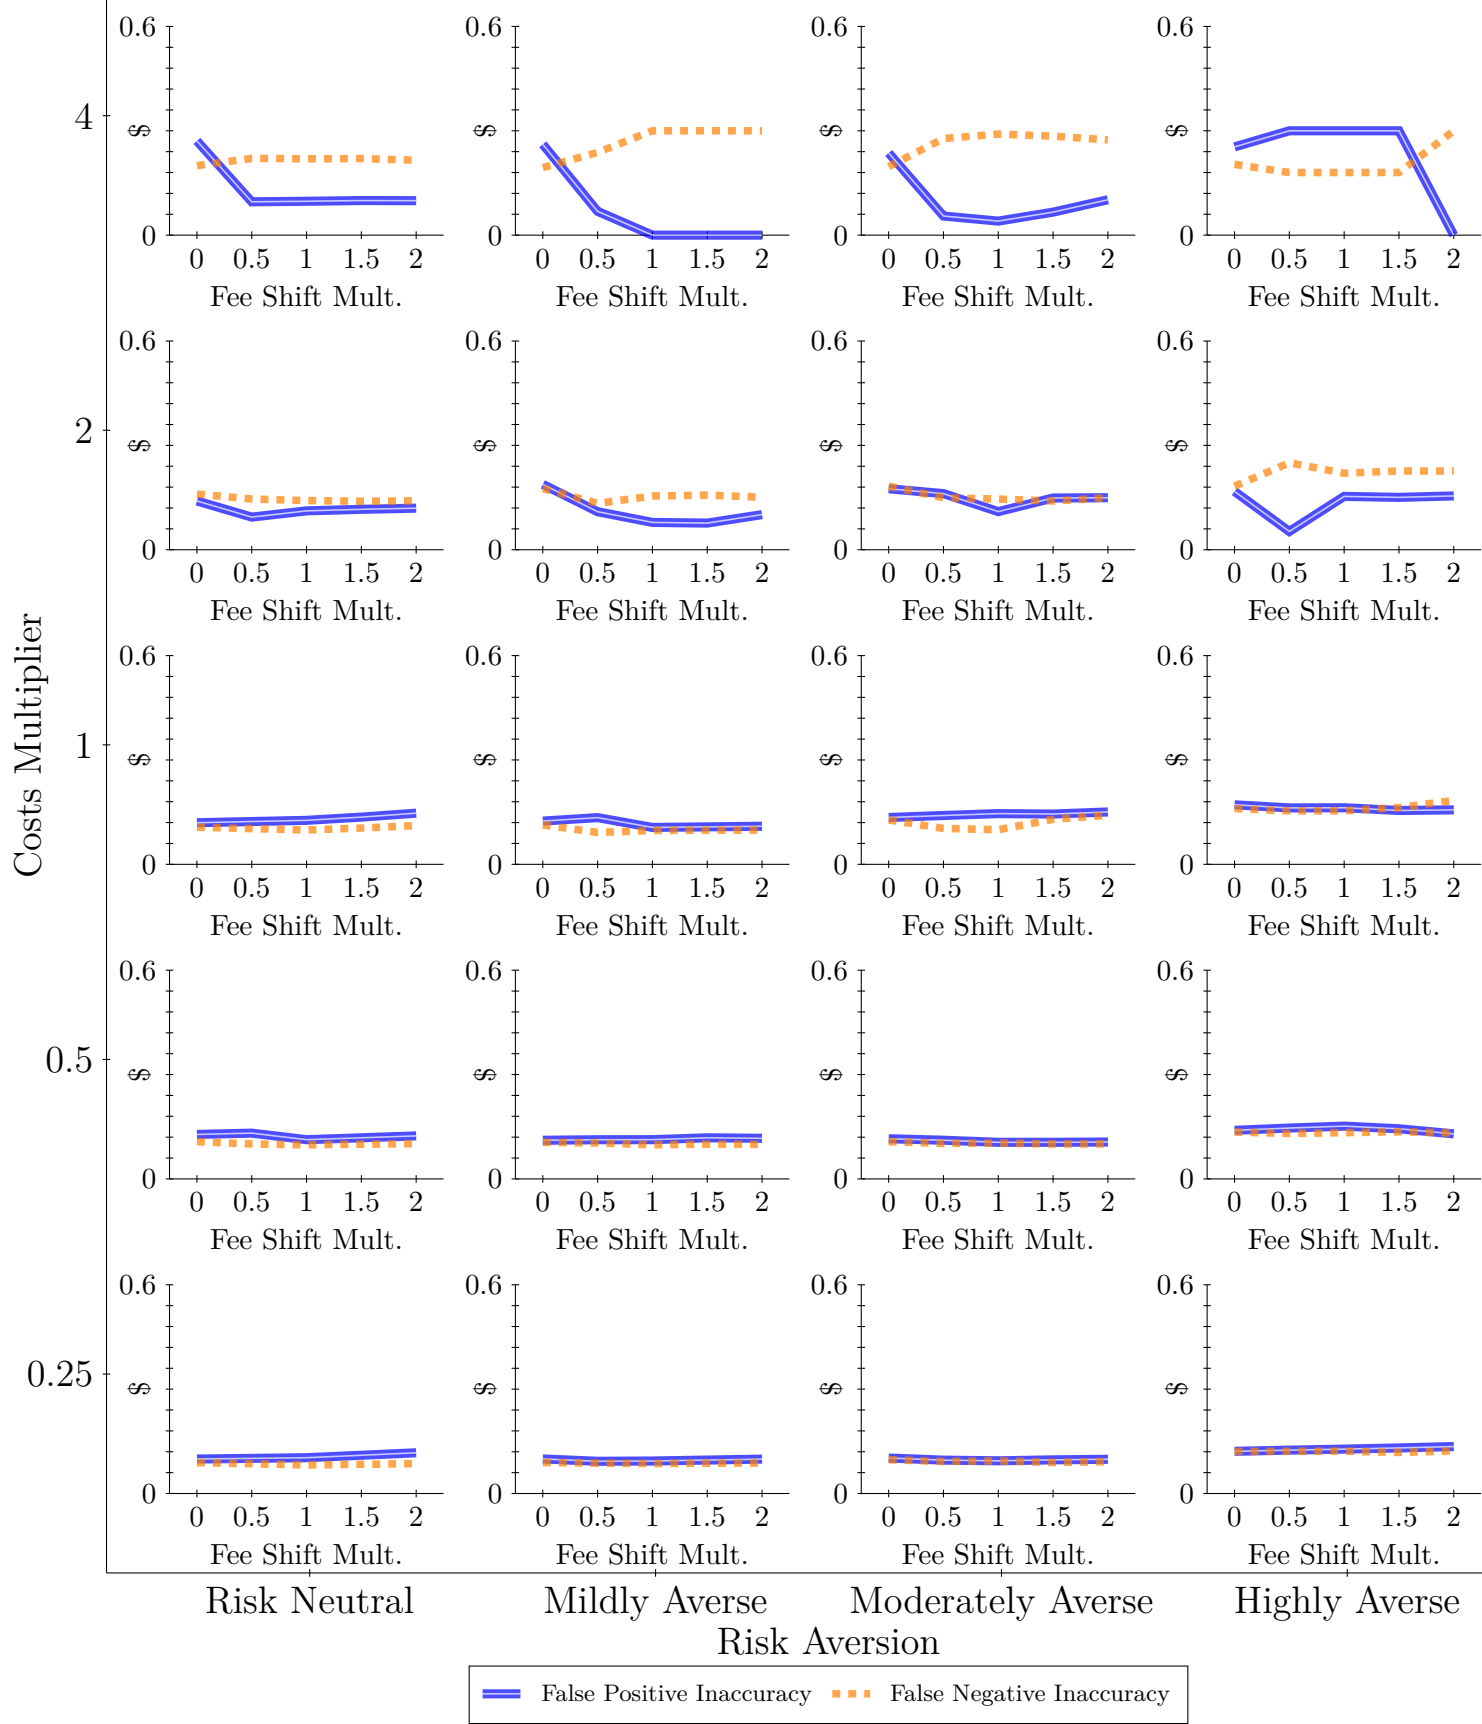 Costs Multiplier
4
0.6
$
0
0 0.5 1 1.5 2
Fee Shift Mult.
0.6
$
0
0 0.5 1 1.5 2
Fee Shift Mult.
0.6
$
0
0 0.5 1 1.5 2
Fee Shift Mult.
0.6
$
0
0 0.5 1 1.5 2
Fee Shift Mult.
2
0.6
$
0
0 0.5 1 1.5 2
Fee Shift Mult.
0.6
$
0
0 0.5 1 1.5 2
Fee Shift Mult.
0.6
$
0
0 0.5 1 1.5 2
Fee Shift Mult.
0.6
$
0
0 0.5 1 1.5 2
Fee Shift Mult.
1
0.6
$
0
0 0.5 1 1.5 2
Fee Shift Mult.
0.6
$
0
0 0.5 1 1.5 2
Fee Shift Mult.
0.6
$
0
0 0.5 1 1.5 2
Fee Shift Mult.
0.6
$
0
0 0.5 1 1.5 2
Fee Shift Mult.
0.5
0.6
$
0
0 0.5 1 1.5 2
Fee Shift Mult.
0.6
$
0
0 0.5 1 1.5 2
Fee Shift Mult.
0.6
$
0
0 0.5 1 1.5 2
Fee Shift Mult.
0.6
$
0
0 0.5 1 1.5 2
Fee Shift Mult.
0.25
0.6
$
0
0 0.5 1 1.5 2
Fee Shift Mult.
0.6
$
0
0 0.5 1 1.5 2
Fee Shift Mult.
0.6
$
0
0 0.5 1 1.5 2
Fee Shift Mult.
0.6
$
0
0 0.5 1 1.5 2
Fee Shift Mult.
Risk Neutral
Mildly Averse
Moderately Averse
Highly Averse
Risk Aversion
False Positive Inaccuracy
False Negative Inaccuracy